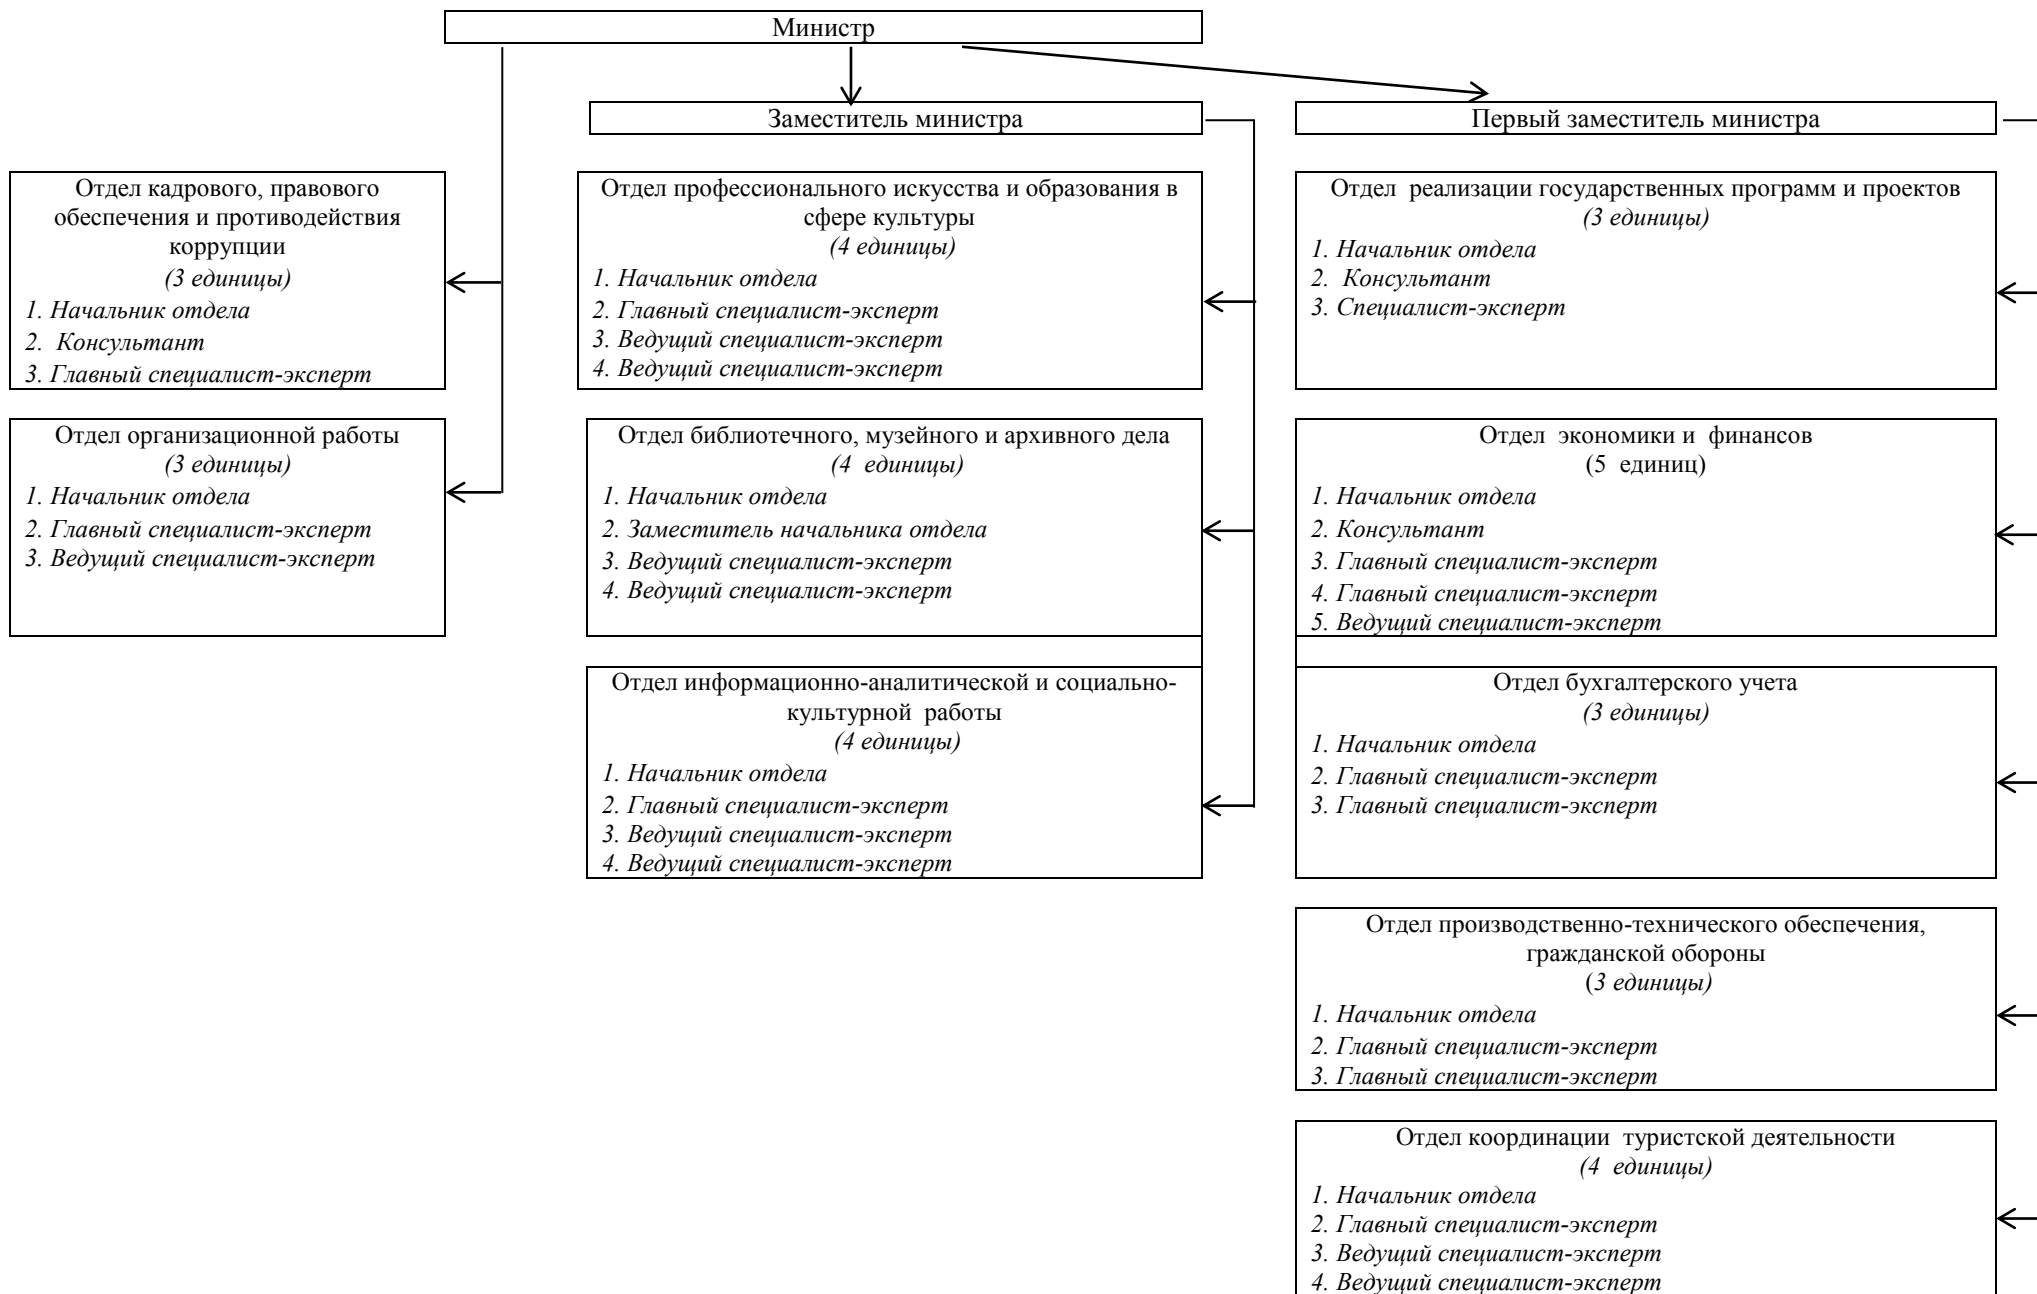 Министр
Заместитель министра
Первый заместитель министра
Отдел кадрового, правового
обеспечения и противодействия
коррупции
(3 единицы)
1. Начальник отдела
2.  Консультант
3. Главный специалист-эксперт
Отдел профессионального искусства и образования в
сфере культуры
(4 единицы)
1. Начальник отдела
2. Главный специалист-эксперт
3. Ведущий специалист-эксперт
4. Ведущий специалист-эксперт
Отдел  реализации государственных программ и проектов
(3 единицы)
1. Начальник отдела
2.  Консультант
3. Специалист-эксперт
Отдел организационной работы
(3 единицы)
1. Начальник отдела
2. Главный специалист-эксперт
3. Ведущий специалист-эксперт
Отдел библиотечного, музейного и архивного дела
(4  единицы)
1. Начальник отдела
2. Заместитель начальника отдела
3. Ведущий специалист-эксперт
4. Ведущий специалист-эксперт
Отдел  экономики и  финансов
(5  единиц)
1. Начальник отдела
2. Консультант
3. Главный специалист-эксперт
4. Главный специалист-эксперт
5. Ведущий специалист-эксперт
Отдел информационно-аналитической и социально-
культурной  работы
(4 единицы)
1. Начальник отдела
2. Главный специалист-эксперт
3. Ведущий специалист-эксперт
4. Ведущий специалист-эксперт
Отдел бухгалтерского учета
(3 единицы)
1. Начальник отдела
2. Главный специалист-эксперт
3. Главный специалист-эксперт
Отдел производственно-технического обеспечения,
гражданской обороны
(3 единицы)
1. Начальник отдела
2. Главный специалист-эксперт
3. Главный специалист-эксперт
Отдел координации  туристской деятельности
(4  единицы)
1. Начальник отдела
2. Главный специалист-эксперт
3. Ведущий специалист-эксперт
4. Ведущий специалист-эксперт